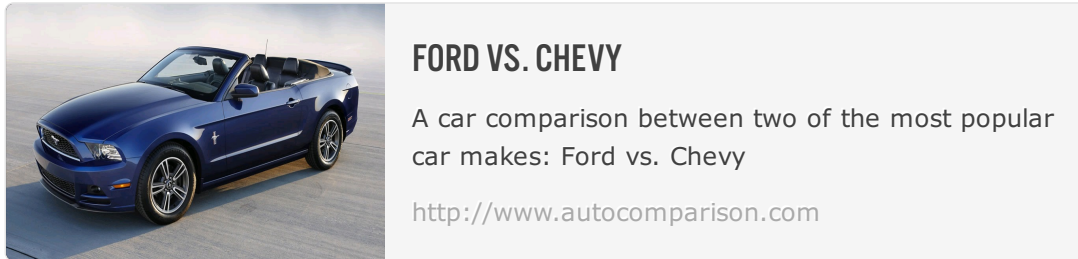 FORD VS. CHEVY
A car comparison between two of the most popular
car makes: Ford vs. Chevy
http://www.autocomparison.com